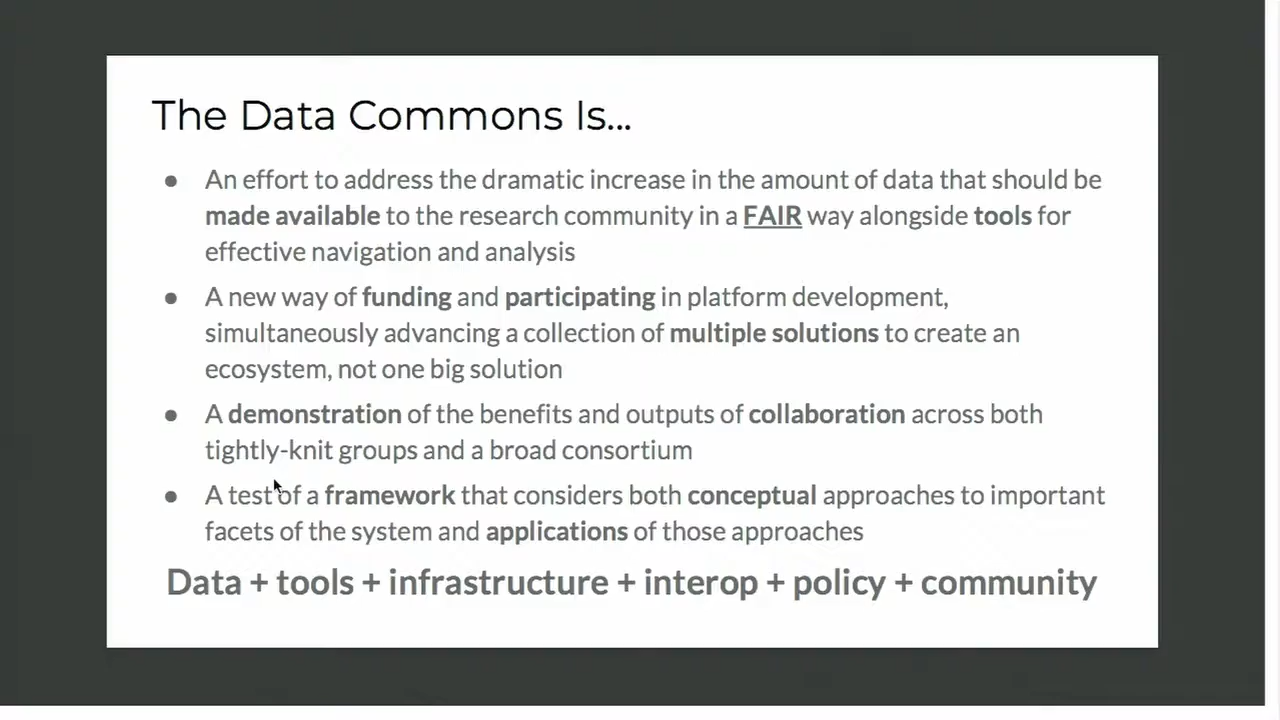 The Data Commons Is...
● An effort to address the dramatic increase in the amount of data that should be
made available to the research community in a FAIR way alongside tools for
effective navigation and analysis
● A new way of funding and participating in platform development,
simultaneously advancing a collection of multiple solutions to create an
ecosystem, not one big solution
● A demonstration of the benefits and outputs of collaboration across both
tightly-knit groups and a broad consortium
● A test of a framework that considers both conceptual approaches to important
facets of the system and applications of those approaches
Data + tools + infrastructure + interop + policy + community